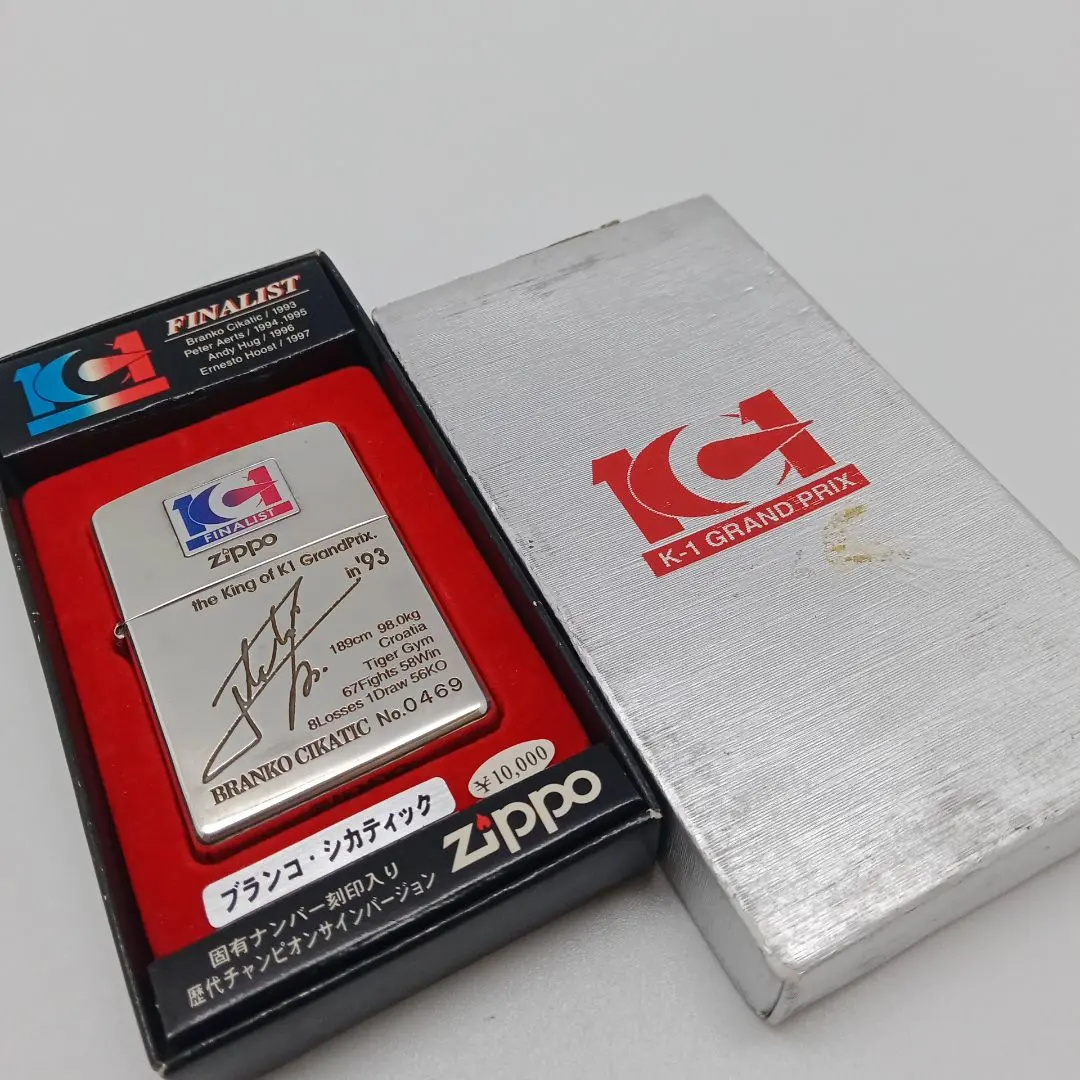 FINALIST
Branko Cikatic / 1993
Peter Aerts / 1994,1995
Andy Hug / 1996
Ernesto Hoost / 1997
K1
K1
FINALIST
zippo
the King of K1 GrandPrix.
in '93
189cm 98.0kg
Croatia
Tiger Gym
67Fights 58Win
8Losses 1Draw 56KO
BRANKO CIKATIC No.0469
¥10,000
ブランコ・シカティック
zippo
固有ナンバー刻印入り
歴代チャンピオンサインバージョン
K1
K-1 GRAND PRIX